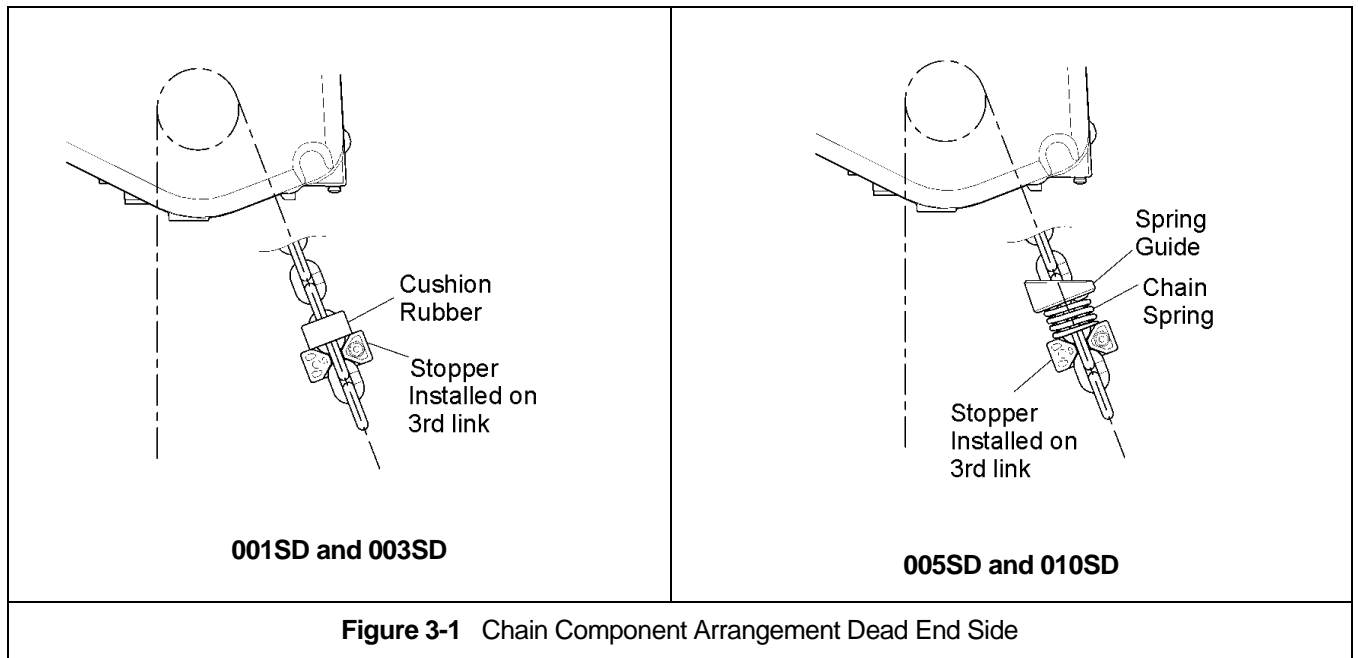 Cushion
Rubber
Stopper
Installed on
3rd link
001SD and 003SD
Spring
Guide
Chain
Spring
Stopper
Installed on
3rd link
005SD and 010SD
Figure 3-1 Chain Component Arrangement Dead End Side